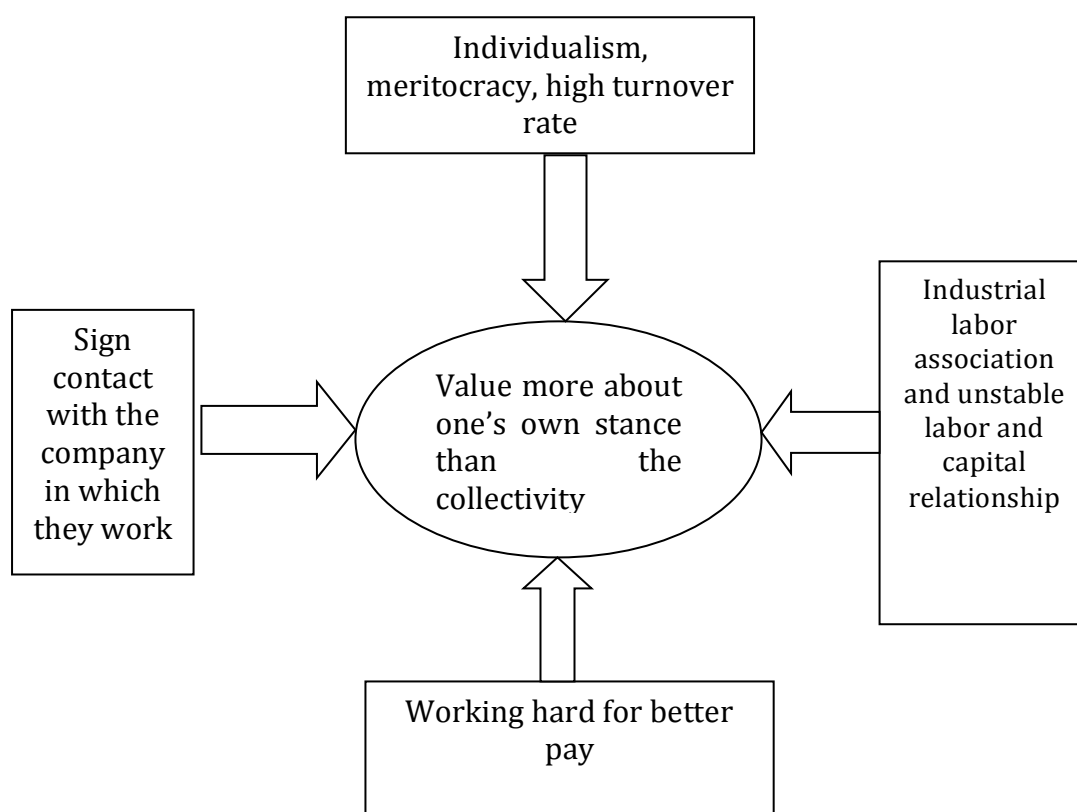 Individualism,
meritocracy, high turnover
rate
Sign
contact
with the
company
in which
they work
Value more about
one’s own stance
than the
collectivity
Industrial
labor
association
and unstable
labor and
capital
relationship
Working hard for better
pay